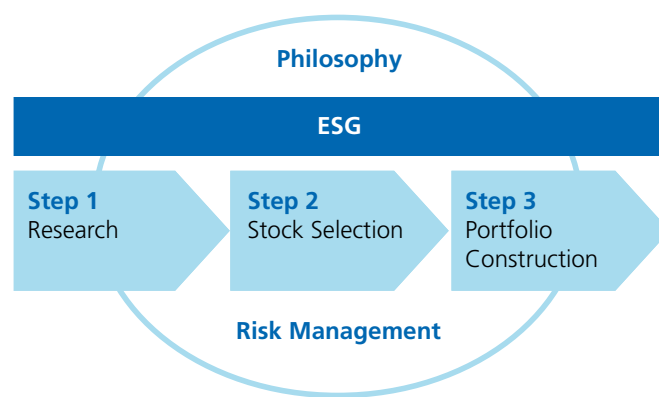 Philosophy
ESG
Step 1
Research
Step 2
Stock Selection
Step 3
Portfolio
Construction
Risk Management